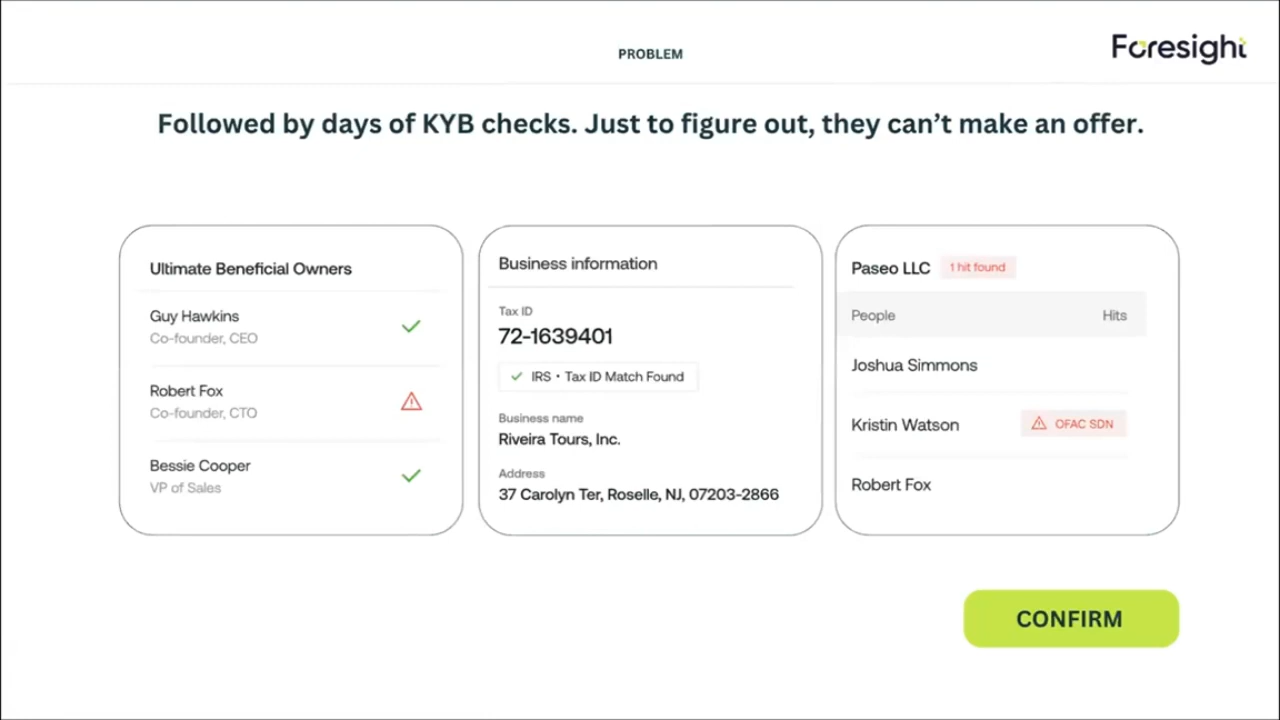 PROBLEM
Foresight
Followed by days of KYB checks. Just to figure out, they can’t make an offer.
Ultimate Beneficial Owners
Guy Hawkins
Co-founder, CEO
Robert Fox
Co-founder, CTO
Bessie Cooper
VP of Sales
Business information
Tax ID
72-1639401
IRS • Tax ID Match Found
Business name
Riveira Tours, Inc.
Address
37 Carolyn Ter, Roselle, NJ, 07203-2866
Paseo LLC 1 hit found
People Hits
Joshua Simmons
Kristin Watson OFAC SDN
Robert Fox
CONFIRM